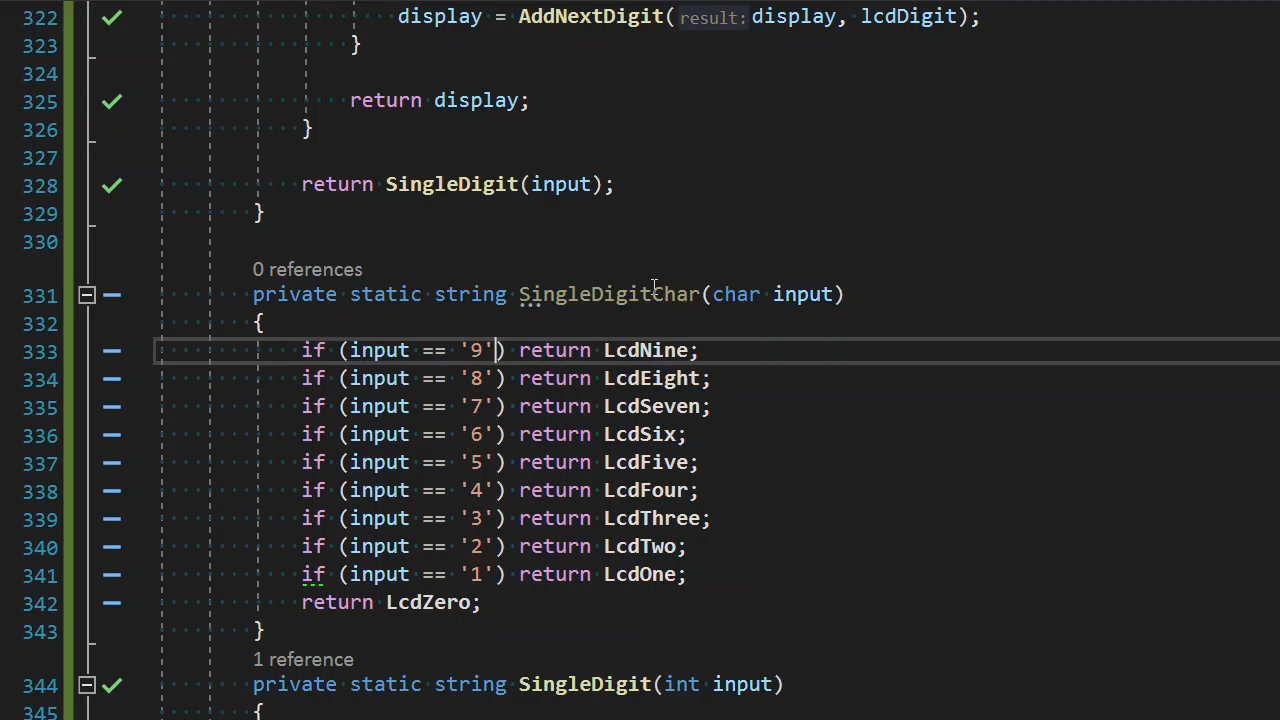 322 display = AddNextDigit(result: display, lcdDigit);
323 }
324
325 return display;
326 }
327
328 return SingleDigit(input);
329 }
330
0 references
331 private static string SingleDigitChar(char input)
332 {
333 if (input == '9') return LcdNine;
334 if (input == '8') return LcdEight;
335 if (input == '7') return LcdSeven;
336 if (input == '6') return LcdSix;
337 if (input == '5') return LcdFive;
338 if (input == '4') return LcdFour;
339 if (input == '3') return LcdThree;
340 if (input == '2') return LcdTwo;
341 if (input == '1') return LcdOne;
342 return LcdZero;
343 }
1 reference
344 private static string SingleDigit(int input)
345 {